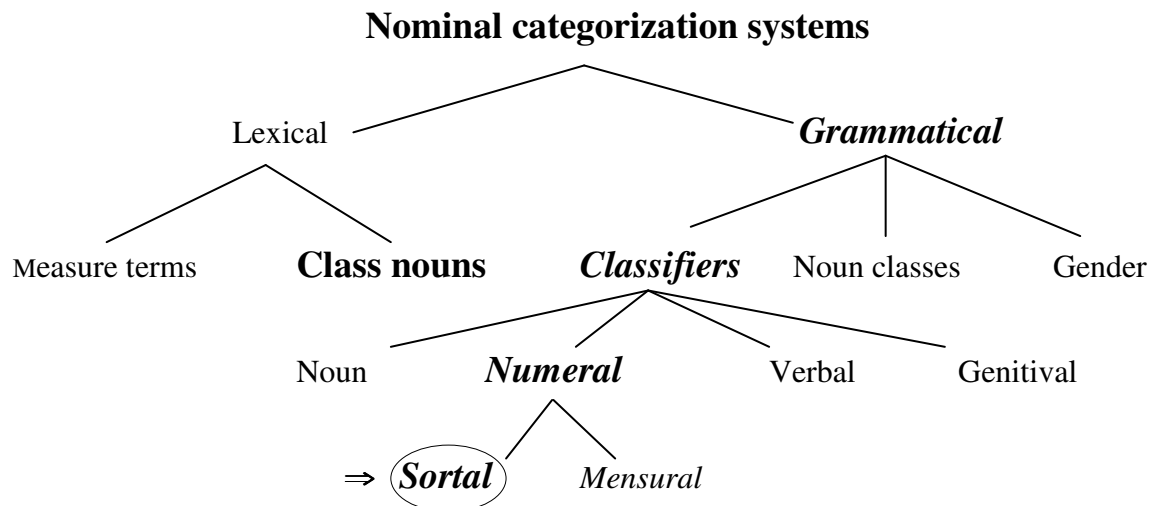 Nominal categorization systems
Lexical Grammatical
Measure terms Class nouns Classifiers Noun classes Gender
Noun Numeral Verbal Genitival
⇒ Sortal Mensural